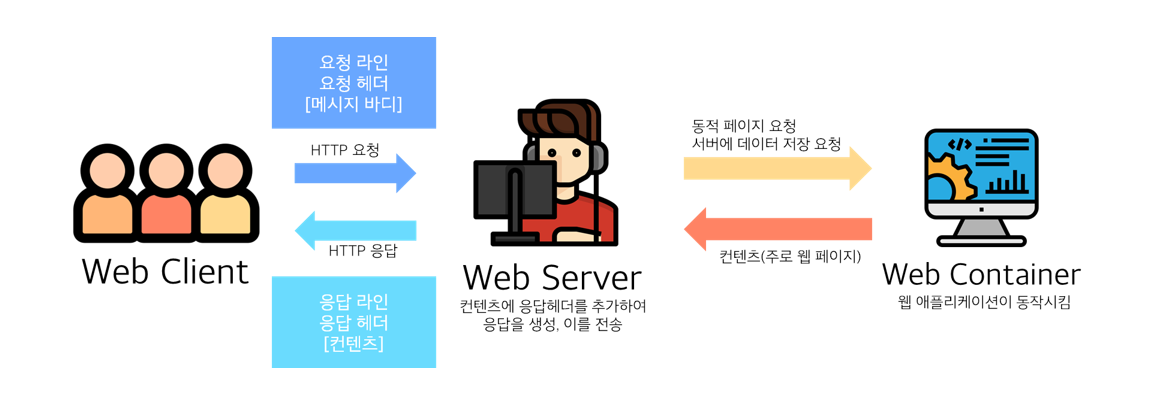 요청 라인
요청 헤더
[메시지 바디]
HTTP 요청
HTTP 응답
응답 라인
응답 헤더
[컨텐츠]
Web Client
Web Server
컨텐츠에 응답헤더를 추가하여
응답을 생성, 이를 전송
동적 페이지 요청
서버에 데이터 저장 요청
컨텐츠(주로 웹 페이지)
</>
Web Container
웹 애플리케이션이 동작시킴